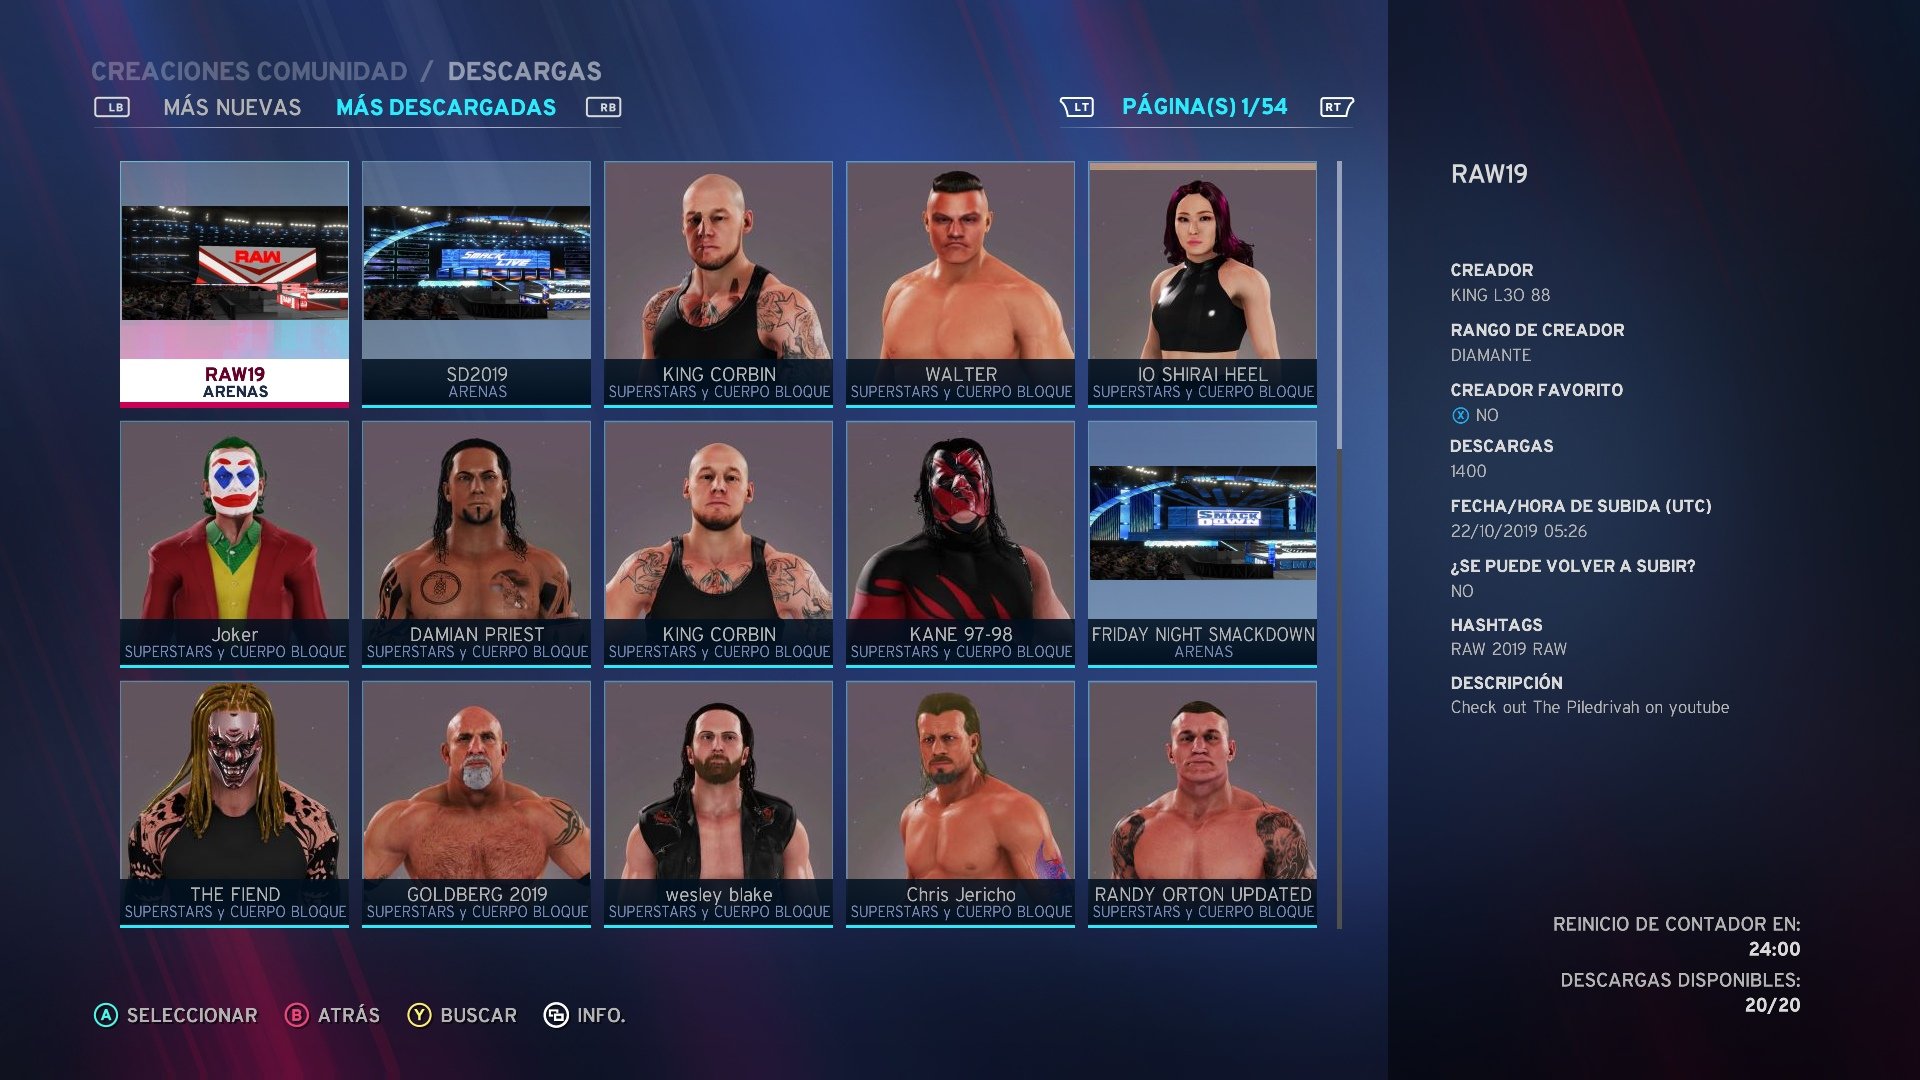 CREACIONES COMUNIDAD / DESCARGAS
LB MÁS NUEVAS MÁS DESCARGADAS RB
LT PÁGINA(S) 1/54 RT
RAW
RAW19
ARENAS
SMACK
LIVE
SD2019
ARENAS
KING CORBIN
SUPERSTARS y CUERPO BLOQUE
WALTER
SUPERSTARS y CUERPO BLOQUE
IO SHIRAI HEEL
SUPERSTARS y CUERPO BLOQUE
Joker
SUPERSTARS y CUERPO BLOQUE
DAMIAN PRIEST
SUPERSTARS y CUERPO BLOQUE
KING CORBIN
SUPERSTARS y CUERPO BLOQUE
KANE 97-98
SUPERSTARS y CUERPO BLOQUE
SMACK
DOWN
FRIDAY NIGHT SMACKDOWN
ARENAS
THE FIEND
SUPERSTARS y CUERPO BLOQUE
GOLDBERG 2019
SUPERSTARS y CUERPO BLOQUE
wesley blake
SUPERSTARS y CUERPO BLOQUE
Chris Jericho
SUPERSTARS y CUERPO BLOQUE
RANDY ORTON UPDATED
SUPERSTARS y CUERPO BLOQUE
A SELECCIONAR B ATRÁS Y BUSCAR INFO.
RAW19
CREADOR
KING L3O 88
RANGO DE CREADOR
DIAMANTE
CREADOR FAVORITO
X NO
DESCARGAS
1400
FECHA/HORA DE SUBIDA (UTC)
22/10/2019 05:26
¿SE PUEDE VOLVER A SUBIR?
NO
HASHTAGS
RAW 2019 RAW
DESCRIPCIÓN
Check out The Piledrivah on youtube
REINICIO DE CONTADOR EN:
24:00
DESCARGAS DISPONIBLES:
20/20